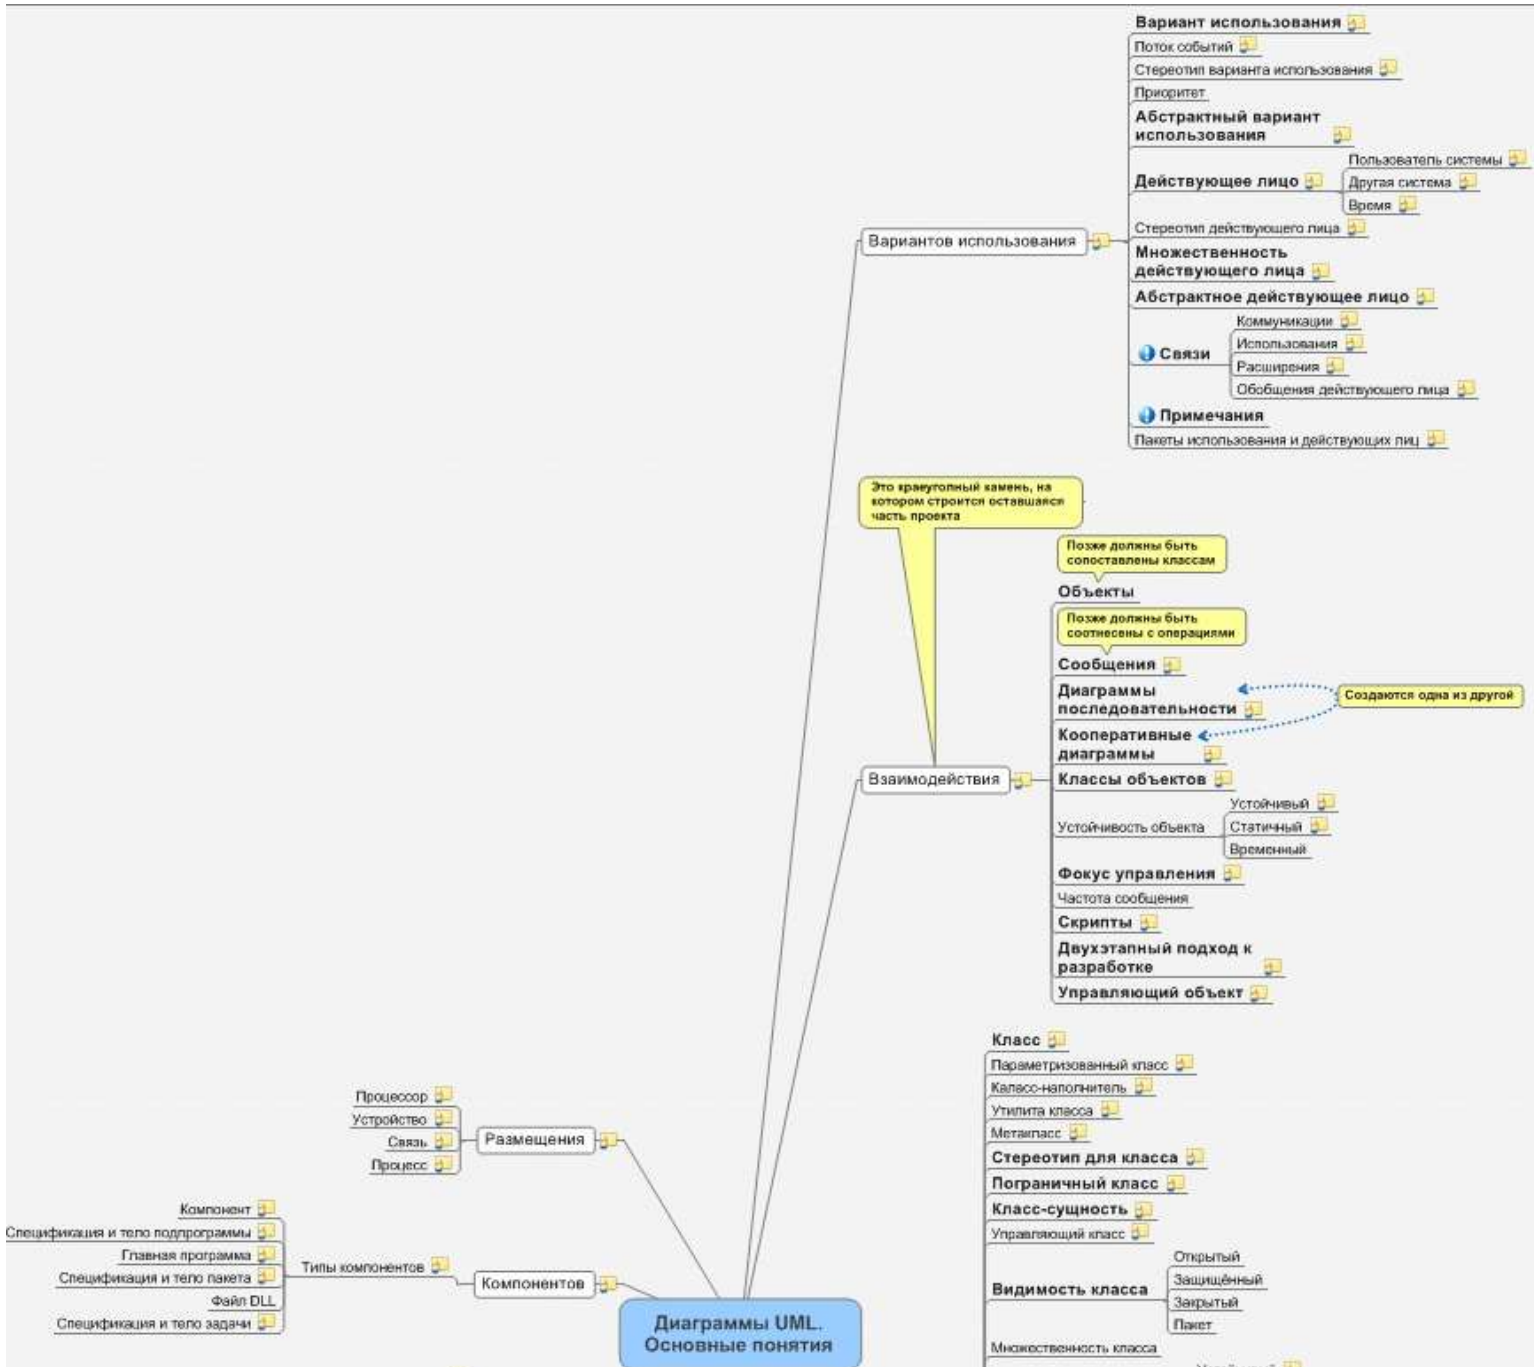 Вариант использования
Поток событий
Стереотип варианта использования
Приоритет
Абстрактный вариант
использования
Действующее лицо
Пользователь системы
Другая система
Время
Стереотип действующего лица
Множественность
действующего лица
Абстрактное действующее лицо
Связи
Коммуникации
Использования
Расширения
Обобщения действующего лица
Примечания
Пакеты использования и действующих лиц
Вариантов использования
Это краеугольный камень, на
котором строится оставшаяся
часть проекта
Позже должны быть
сопоставлены классам
Объекты
Позже должны быть
соотнесены с операциями
Сообщения
Диаграммы
последовательности
Создаются одна из другой
Кооперативные
диаграммы
Взаимодействия
Классы объектов
Устойчивость объекта
Устойчивый
Статичный
Временный
Фокус управления
Частота сообщения
Скрипты
Двухэтапный подход к
разработке
Управляющий объект
Класс
Параметризованный класс
Каласс-наполнитель
Утилита класса
Метакласс
Стереотип для класса
Пограничный класс
Класс-сущность
Управляющий класс
Видимость класса
Открытый
Защищённый
Закрытый
Пакет
Множественность класса
Процессор
Устройство
Связь
Процесс
Размещения
Компонент
Спецификация и тело подпрограммы
Главная программа
Спецификация и тело пакета
Файл DLL
Спецификация и тело задачи
Типы компонентов
Компонентов
Диаграммы UML.
Основные понятия